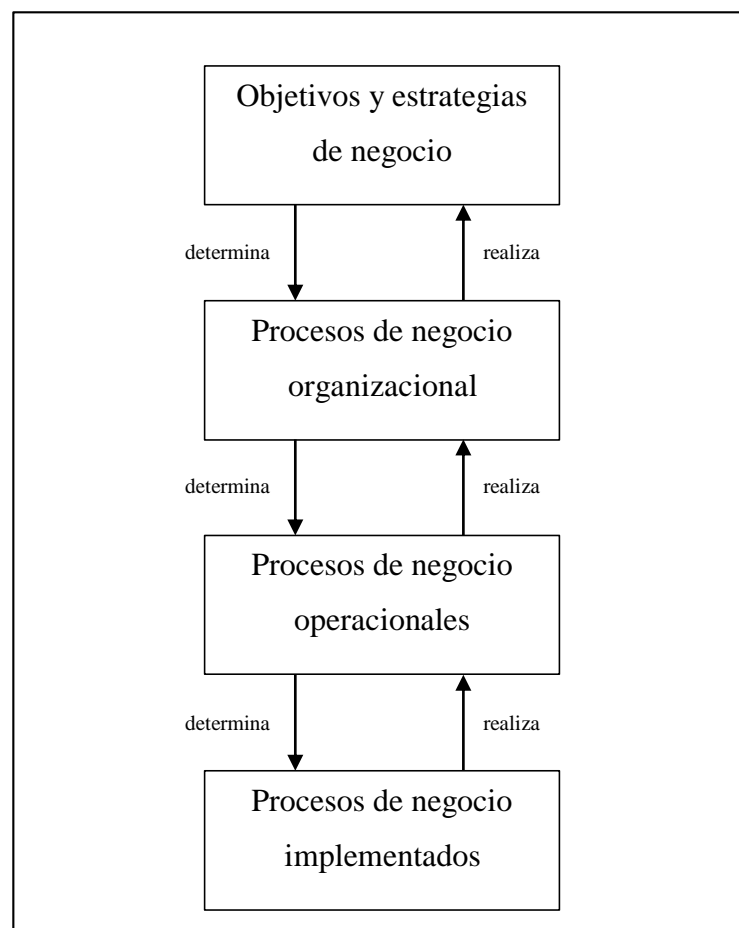 Objetivos y estrategias
de negocio
determina
realiza
Procesos de negocio
organizacional
determina
realiza
Procesos de negocio
operacionales
determina
realiza
Procesos de negocio
implementados